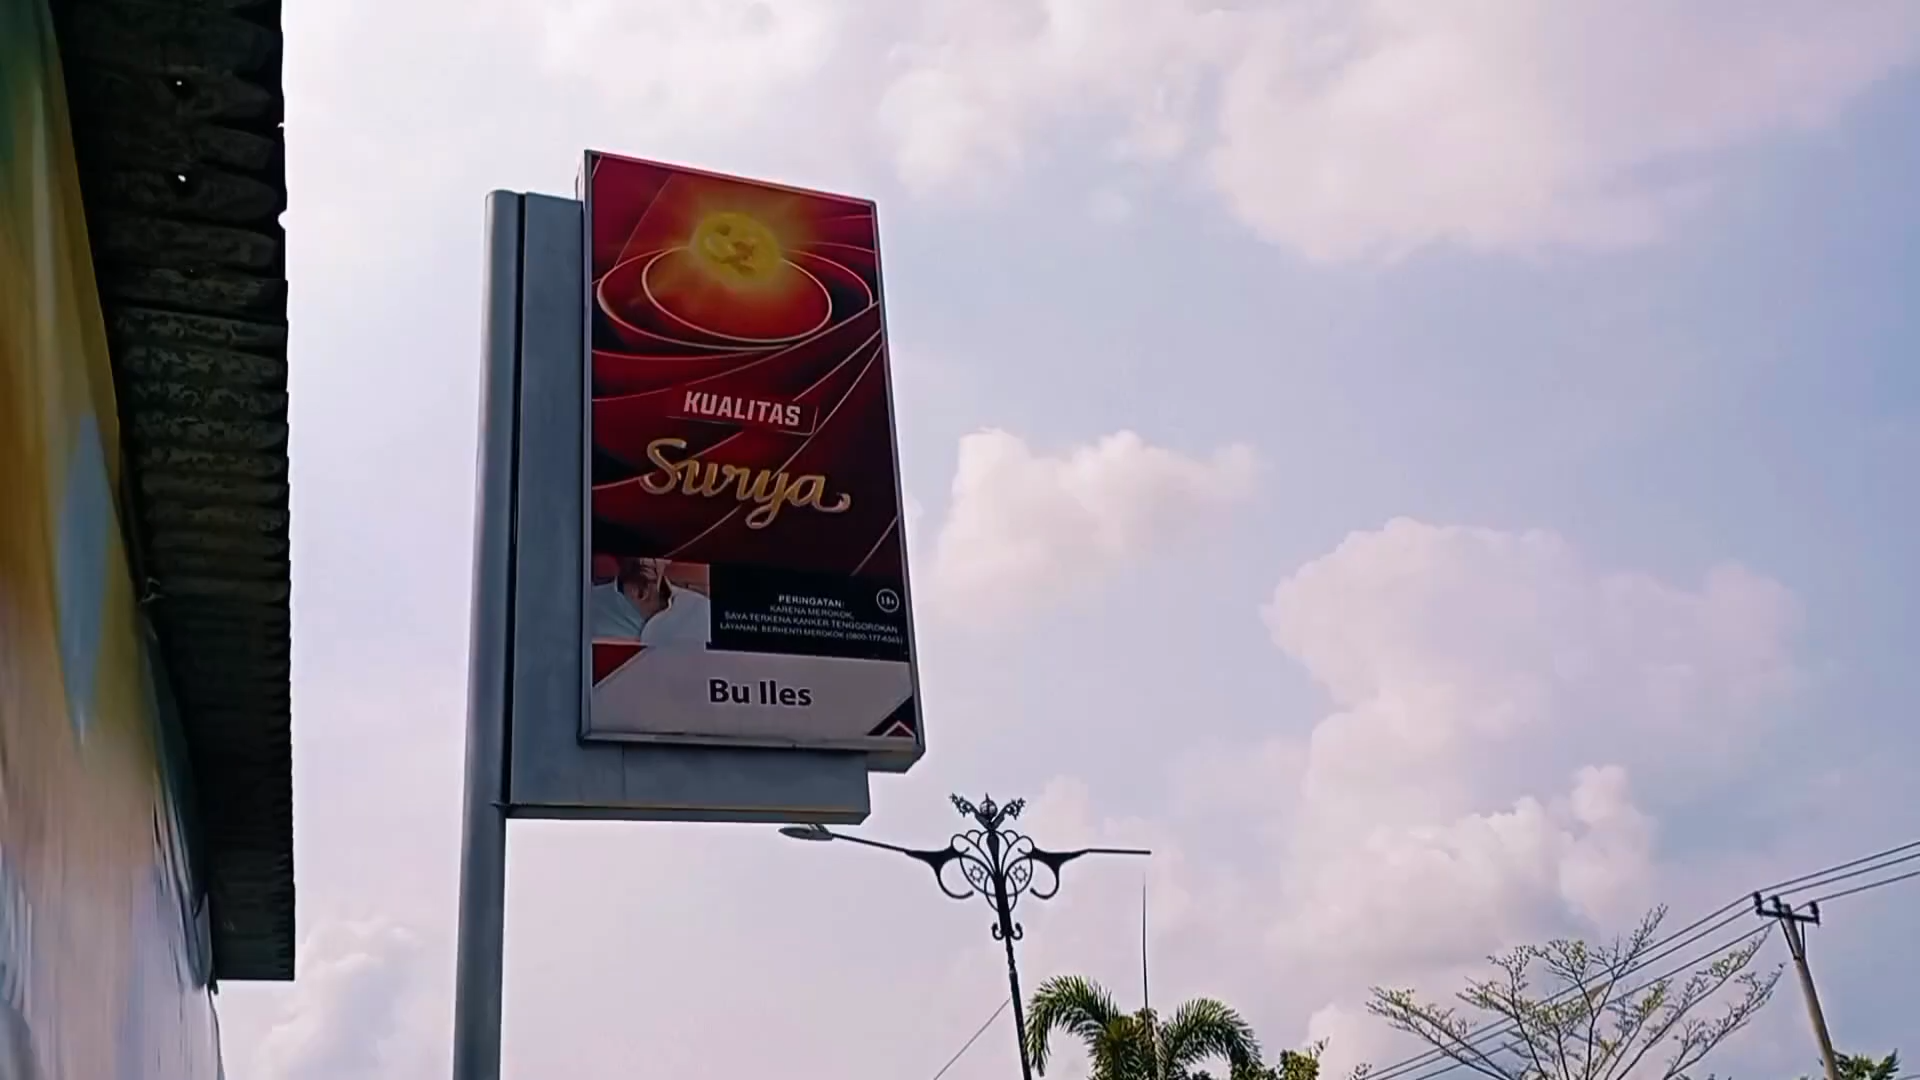 KUALITAS
Surya
18+
PERINGATAN:
KARENA MEROKOK,
SAYA TERKENA KANKER TENGGOROKAN
LAYANAN BERHENTI MEROKOK (0800-177-6565)
Bu Iles